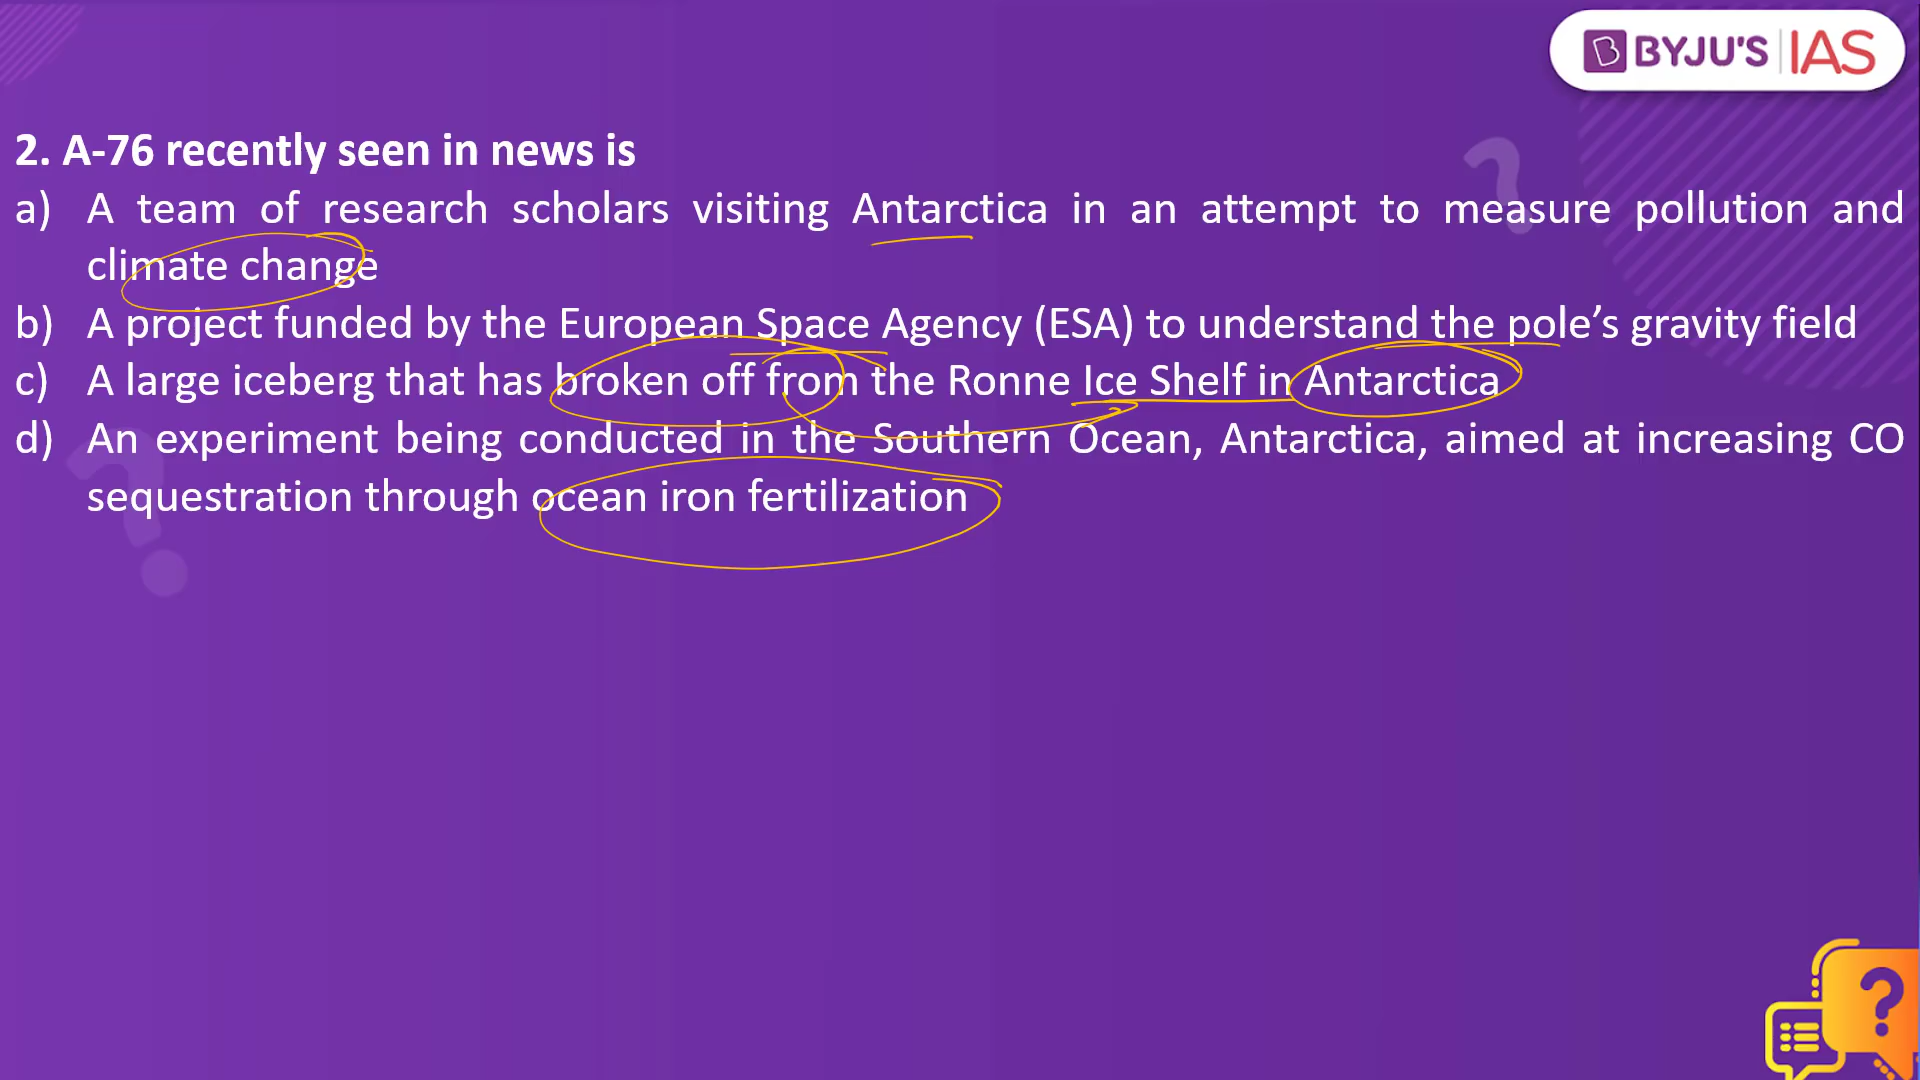 BYJU'S IAS
2. A-76 recently seen in news is
a) A team of research scholars visiting Antarctica in an attempt to measure pollution and
climate change
b) A project funded by the European Space Agency (ESA) to understand the pole’s gravity field
c) A large iceberg that has broken off from the Ronne Ice Shelf in Antarctica
d) An experiment being conducted in the Southern Ocean, Antarctica, aimed at increasing CO
sequestration through ocean iron fertilization